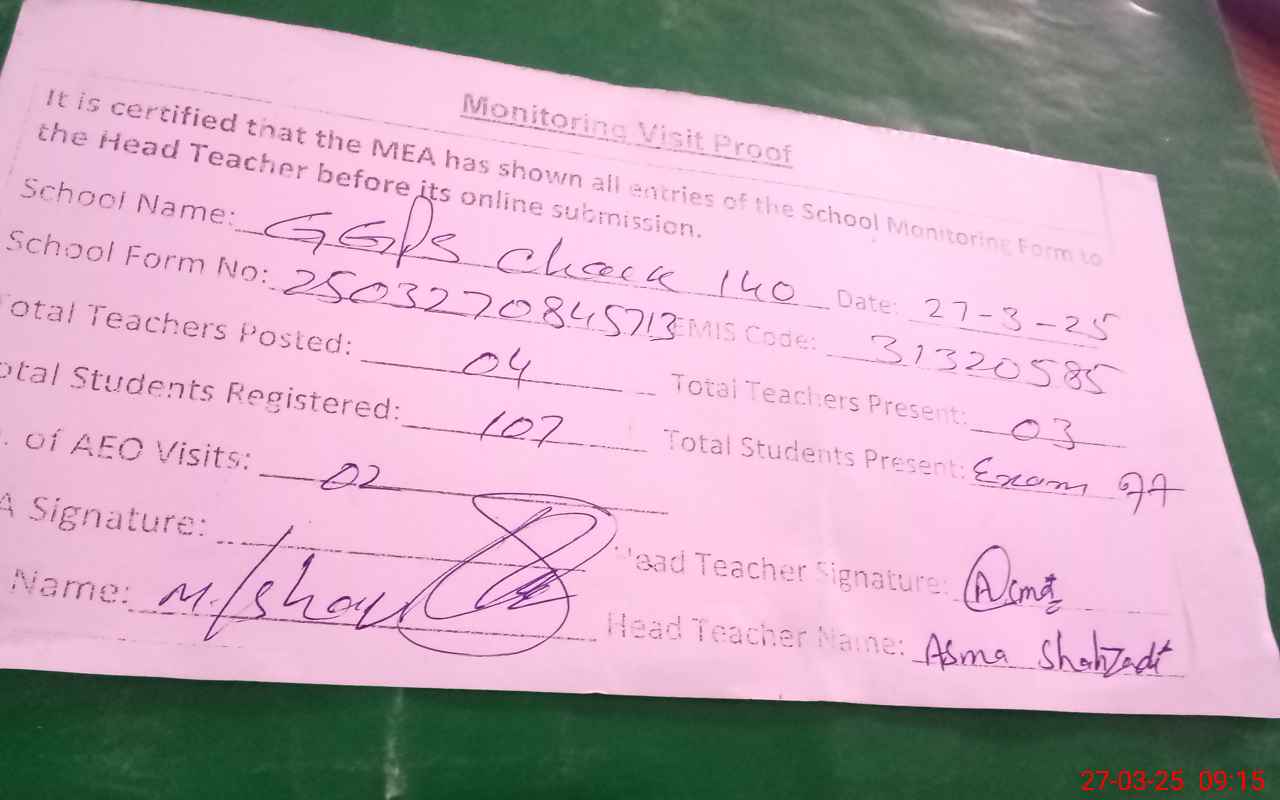 Monitoring Visit Proof
It is certified that the MEA has shown all entries of the School Monitoring Form to
the Head Teacher before its online submission.
School Name: GGPS chack 140 Date: 27-3-25
School Form No: 2503270845713 EMIS Code: 31320585
otal Teachers Posted: 04 Total Teachers Present: 03
otal Students Registered: 107 Total Students Present: Exam
. of AEO Visits: 02
A Signature: Head Teacher Signature: Asma
Name: Head Teacher Name: Asma Shahzadi
27-03-25 09:15